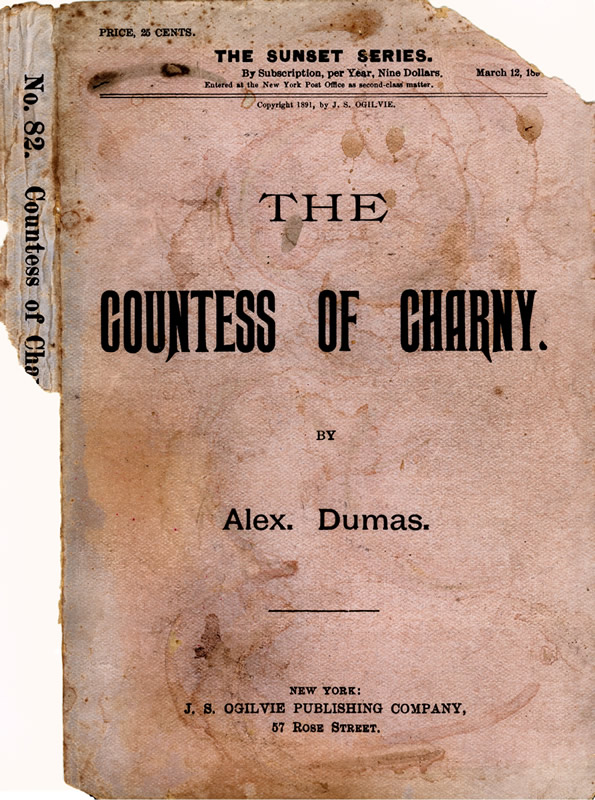 PRICE, 25 CENTS.
THE SUNSET SERIES.
By Subscription, per Year, Nine Dollars.
March 12,
Entered at the New York Post Office as second-class matter.
Copyright 1891, by J. S. OGILVIE.
No. 82. Countess of
THE
COUNTESS OF CHARNY.
BY
Alex. Dumas.
NEW YORK:
J. S. OGILVIE PUBLISHING COMPANY,
57 ROSE STREET.